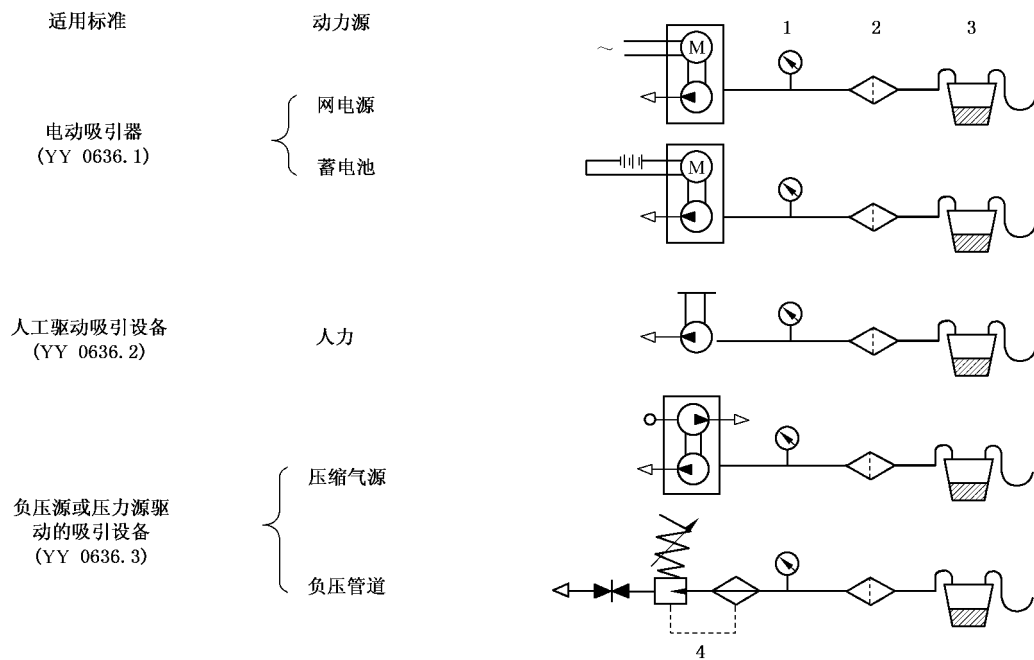 适用标准 动力源
1 2 3
~
M
网电源
电动吸引器
(YY 0636.1)
蓄电池
M
人工驱动吸引设备
(YY 0636.2)
人力
压缩气源
负压源或压力源驱
动的吸引设备
(YY 0636.3)
负压管道
4